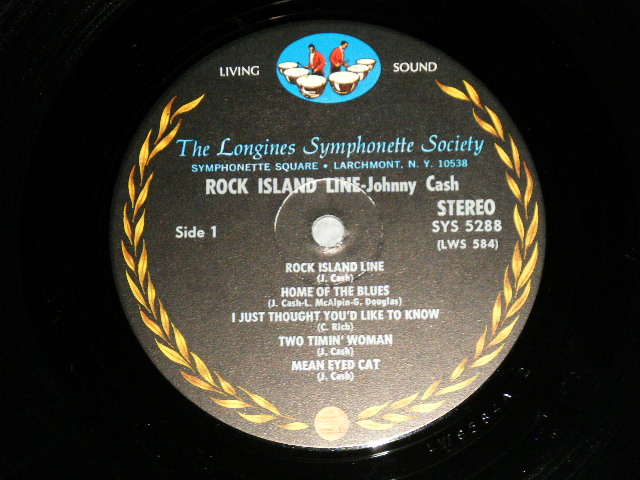 LIVING SOUND
The Longines Symphonette Society
SYMPHONETTE SQUARE • LARCHMONT, N. Y. 10538
ROCK ISLAND LINE-Johnny Cash
STEREO
Side 1 SYS 5288
(LWS 584)
ROCK ISLAND LINE
(J. Cash)
HOME OF THE BLUES
(J. Cash-L. McAlpin-G. Douglas)
I JUST THOUGHT YOU'D LIKE TO KNOW
(C. Rich)
TWO TIMIN' WOMAN
(J. Cash)
MEAN EYED CAT
(J. Cash)